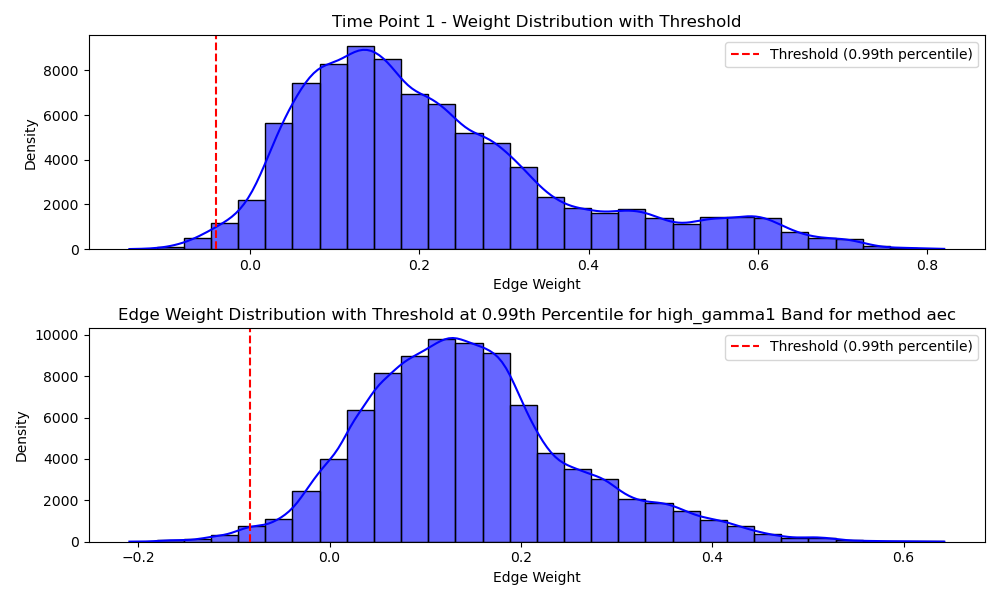 Time Point 1 - Weight Distribution with Threshold
Threshold (0.99th percentile)
Density
8000
6000
4000
2000
0
0.0 0.2 0.4 0.6 0.8
Edge Weight
Edge Weight Distribution with Threshold at 0.99th Percentile for high_gamma1 Band for method aec
Threshold (0.99th percentile)
Density
10000
8000
6000
4000
2000
0
−0.2 0.0 0.2 0.4 0.6
Edge Weight